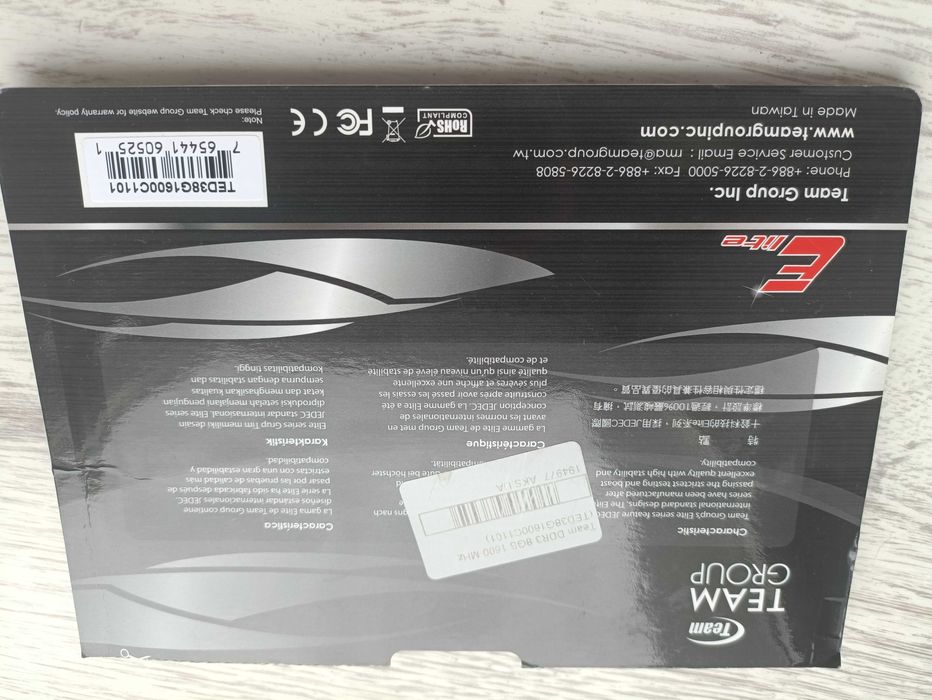 Team
TEAM
GROUP
Characteristic
Team Group's Elite series feature JEDEC
international standard designs. The Elite
series have been manufactured after
passing the strictest testing and boast
excellent quality with high stability and
compatibility.
特 點
十銓科技的Elite系列，採用JEDEC國際
標準設計，經過100%嚴峻測試，擁有
穩定性與相容性兼具的優異品質。
Team DDR3 8GB 1600 MHz
(TED38G1600C1101)
194977 AKS.UA
Caractéristique
La gamme Elite de Team Group met en
avant les normes internationales de
conception JEDEC. La gamme Elite a été
construite après avoir passé les essais les
plus sévères et affiche une excellente
qualité ainsi qu'un niveau élevé de stabilité
et de compatibilité.
Característica
La gama Elite de Team Group contiene
diseños estándar internacionales JEDEC.
La serie Elite ha sido fabricada después de
pasar por las pruebas de calidad más
estrictas con una gran estabilidad y
compatibilidad.
Karakteristik
Elite series Grup Tim memiliki desain
JEDEC standar internasional. Elite series
diproduksi setelah menjalani pengujian
ketat dan menghasilkan kualitas
sempurna dengan stabilitas dan
kompatibilitas tinggi.
Elite
Team Group Inc.
Phone: +886-2-8226-5000 Fax: +886-2-8226-5808
Customer Service Email : rma@teamgroup.com.tw
www.teamgroupinc.com
Made in Taiwan
RoHS
COMPLIANT
FC CE
TED38G1600C1101
7 65441 60525 1
Note:
Please check Team Group website for warranty policy.